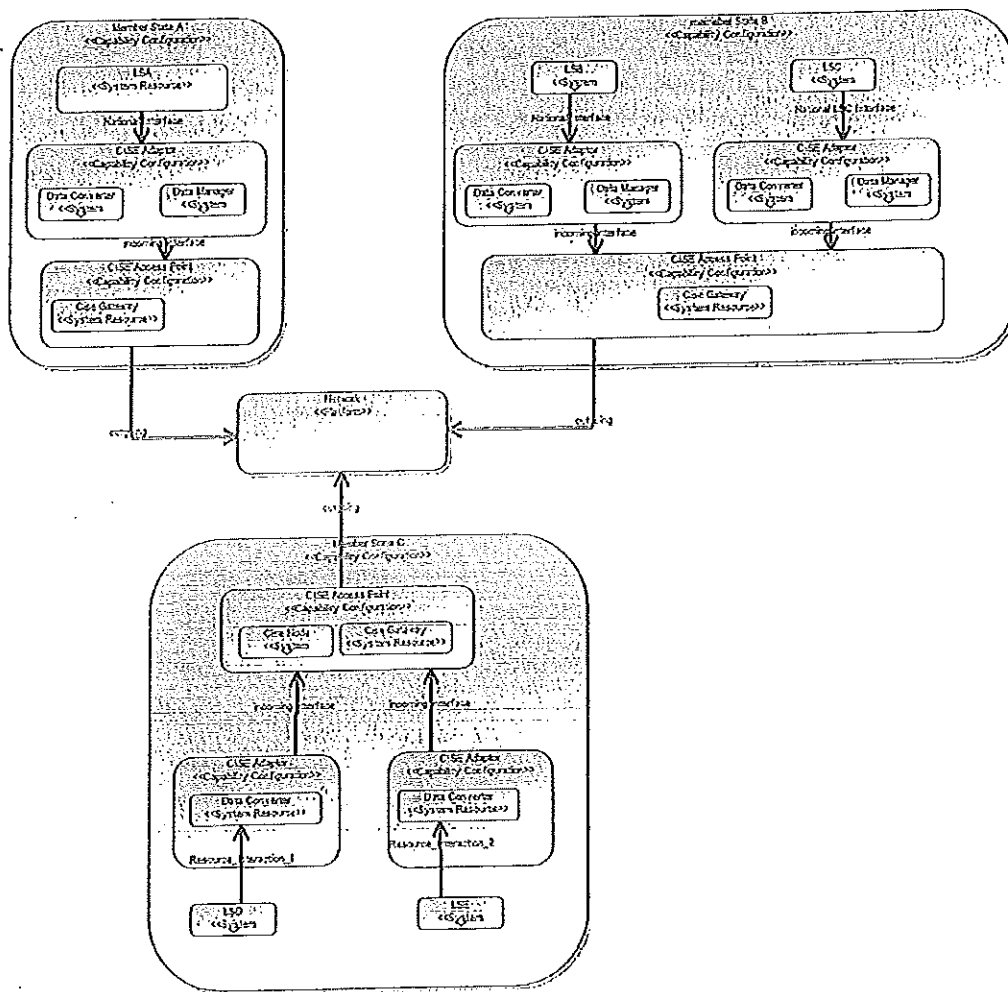 Member State A
<<Capability Configuration>>
LSA
<<System Resource>>
National Interface
CISE Adaptor
<<Capability Configuration>>
Data Converter
<<System
Data Manager
<<System
Incoming Interface
CISE Access Point
<<Capability Configuration>>
Cise Gateway
<<System Resource>>
Member State B
<<Capability Configuration>>
LSB
<<System
LSC
<<System
National Interface
National LSC Interface
CISE Adaptor
<<Capability Configuration>>
Data Converter
<<System
Data Manager
<<System
CISE Adaptor
<<Capability Configuration>>
Data Converter
<<System
Data Manager
<<System
Incoming Interface
Incoming Interface
CISE Access Point
<<Capability Configuration>>
Cise Gateway
<<System Resource>>
Network
Member State C
<<Capability Configuration>>
CISE Access Point
<<Capability Configuration>>
Cise Node
<<System
Cise Gateway
<<System Resource>>
Incoming Interface
Incoming Interface
CISE Adaptor
<<Capability Configuration>>
Data Converter
<<System Resource>>
Resource_Interaction_1
LSD
<<System
CISE Adaptor
<<Capability Configuration>>
Data Converter
<<System Resource>>
Resource_Interaction_2
LSE
<<System